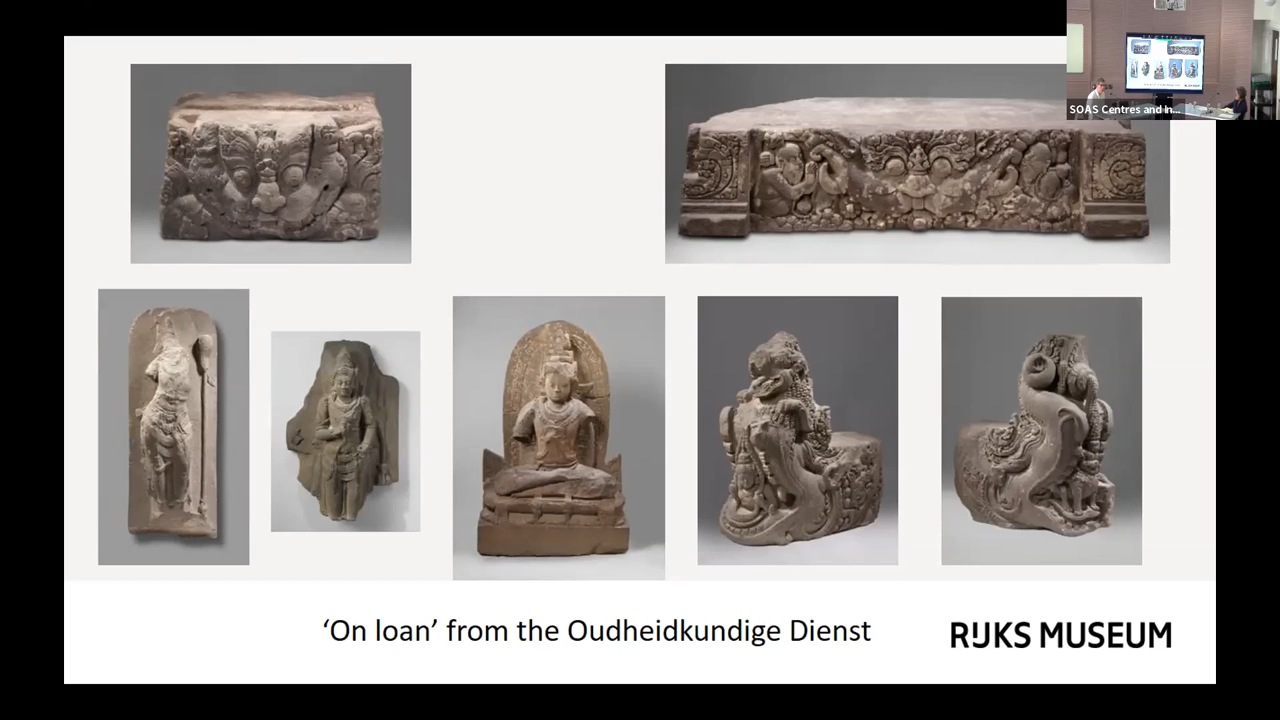 SOAS Centres and In...
‘On loan’ from the Oudheidkundige Dienst
RIJKS MUSEUM